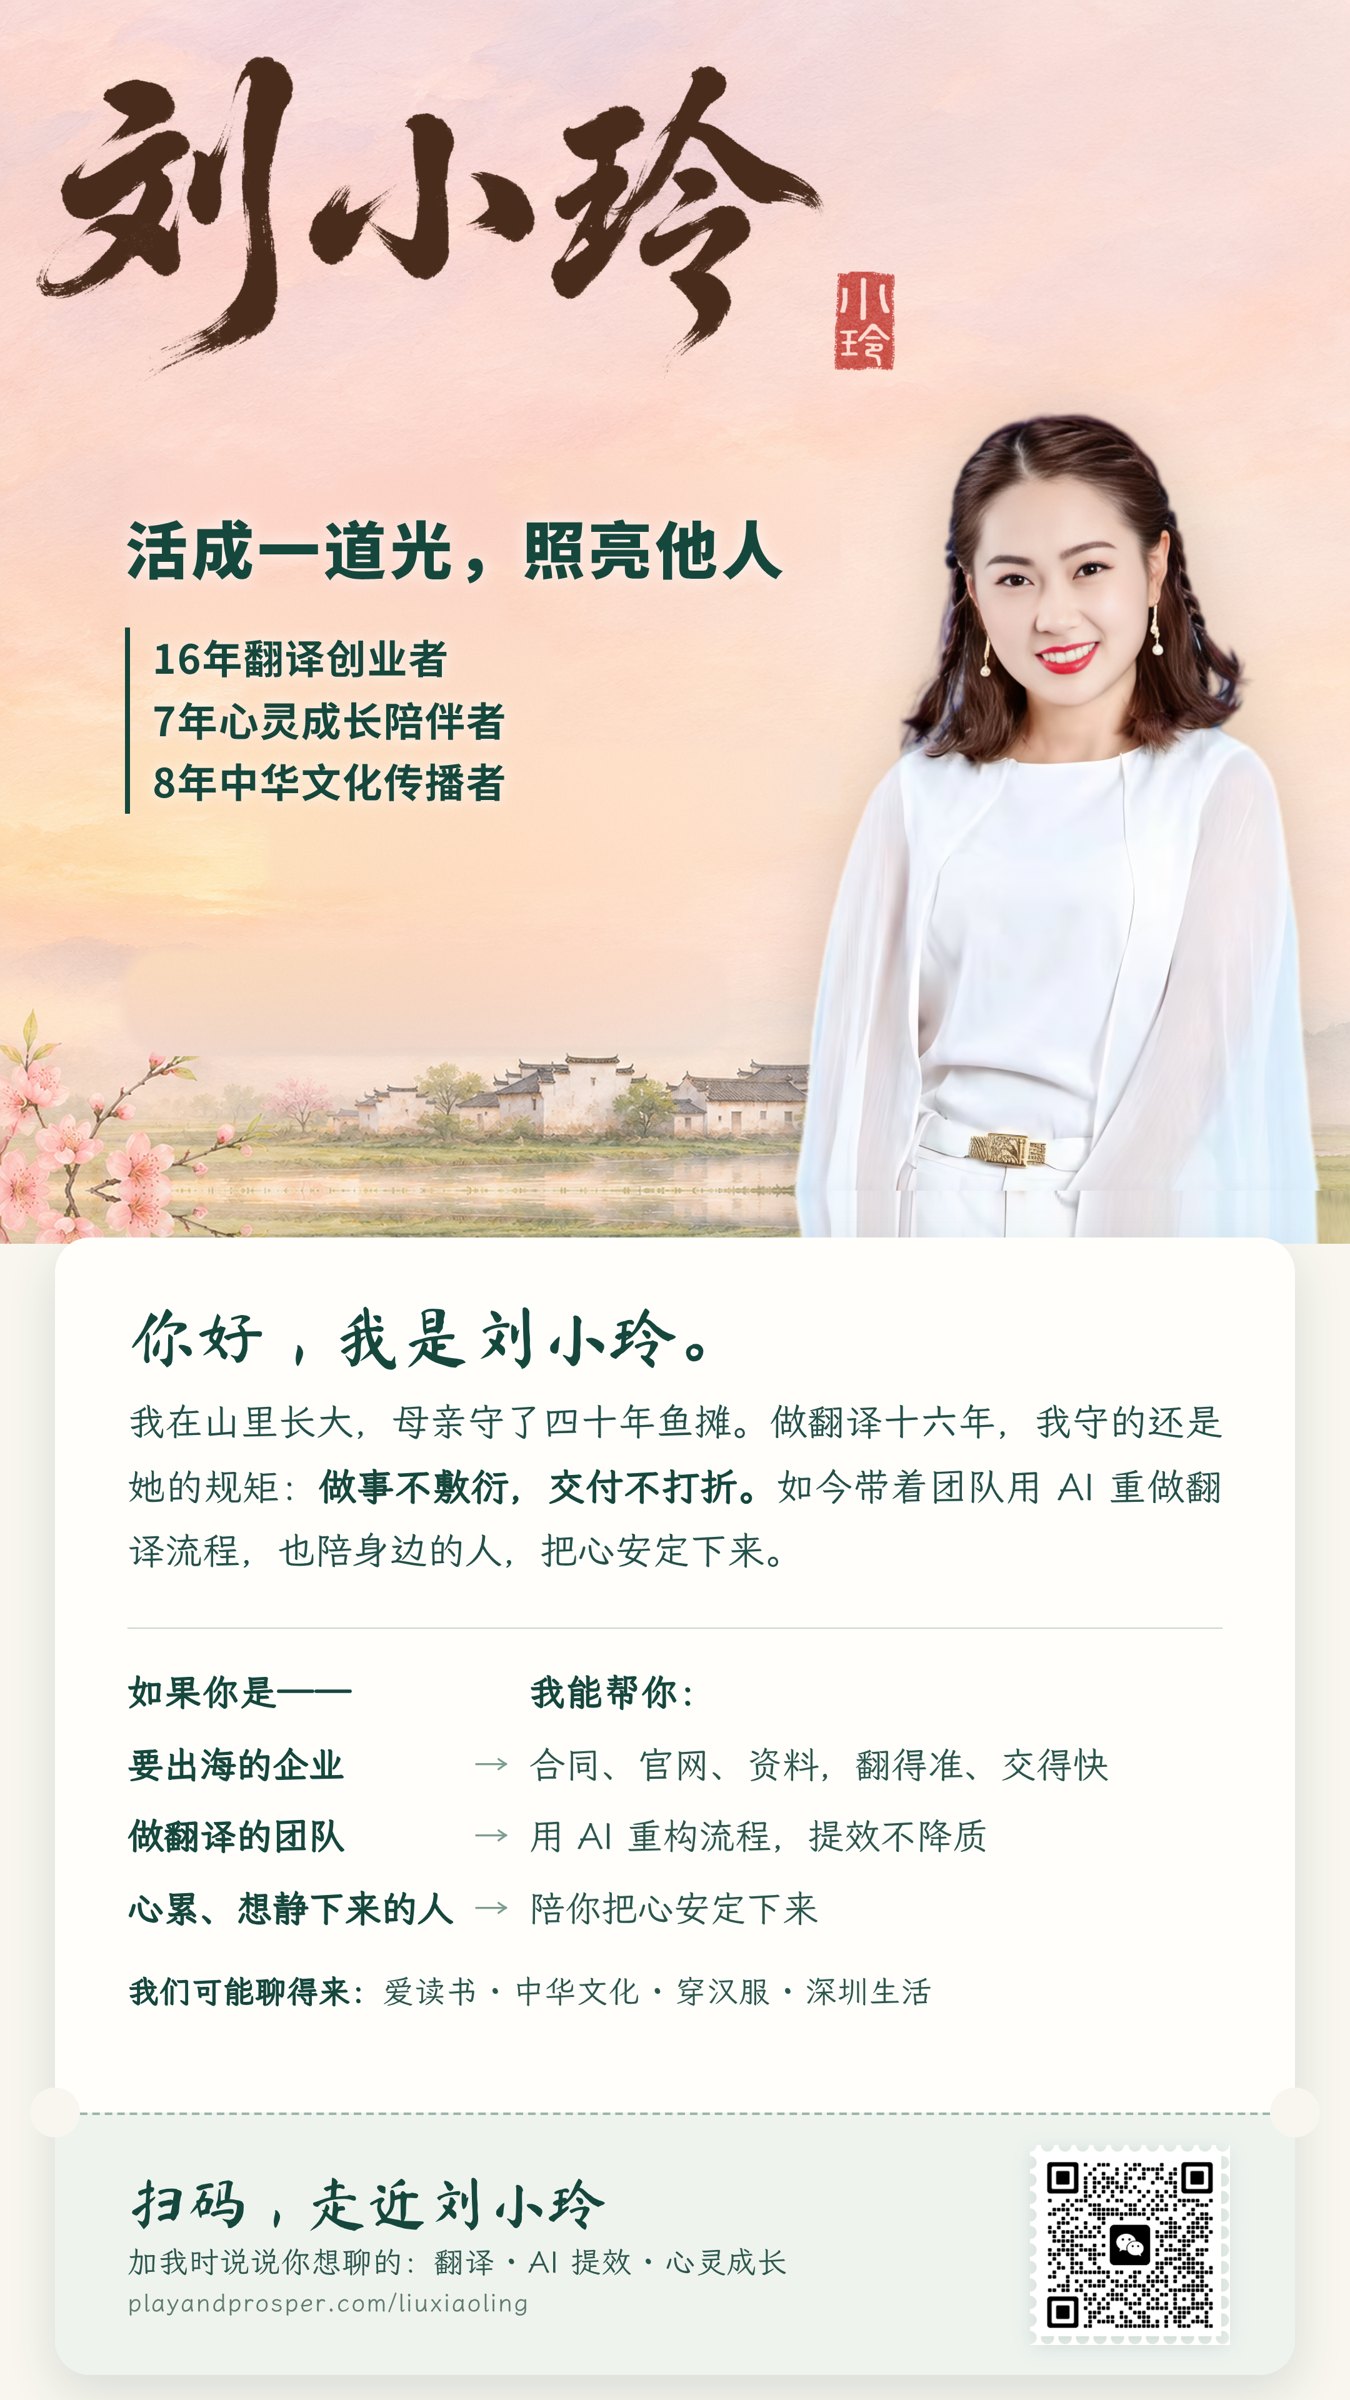 刘小玲
小玲
活成一道光，照亮他人
16年翻译创业者
7年心灵成长陪伴者
8年中华文化传播者
你好，我是刘小玲。
我在山里长大，母亲守了四十年鱼摊。做翻译十六年，我守的还是
她的规矩：做事不敷衍，交付不打折。如今带着团队用 AI 重做翻
译流程，也陪身边的人，把心安定下来。
如果你是—— 我能帮你：
要出海的企业 → 合同、官网、资料，翻得准、交得快
做翻译的团队 → 用 AI 重构流程，提效不降质
心累、想静下来的人 → 陪你把心安定下来
我们可能聊得来：爱读书·中华文化·穿汉服·深圳生活
扫码，走近刘小玲
加我时说说你想聊的：翻译·AI 提效·心灵成长
playandprosper.com/liuxiaoling